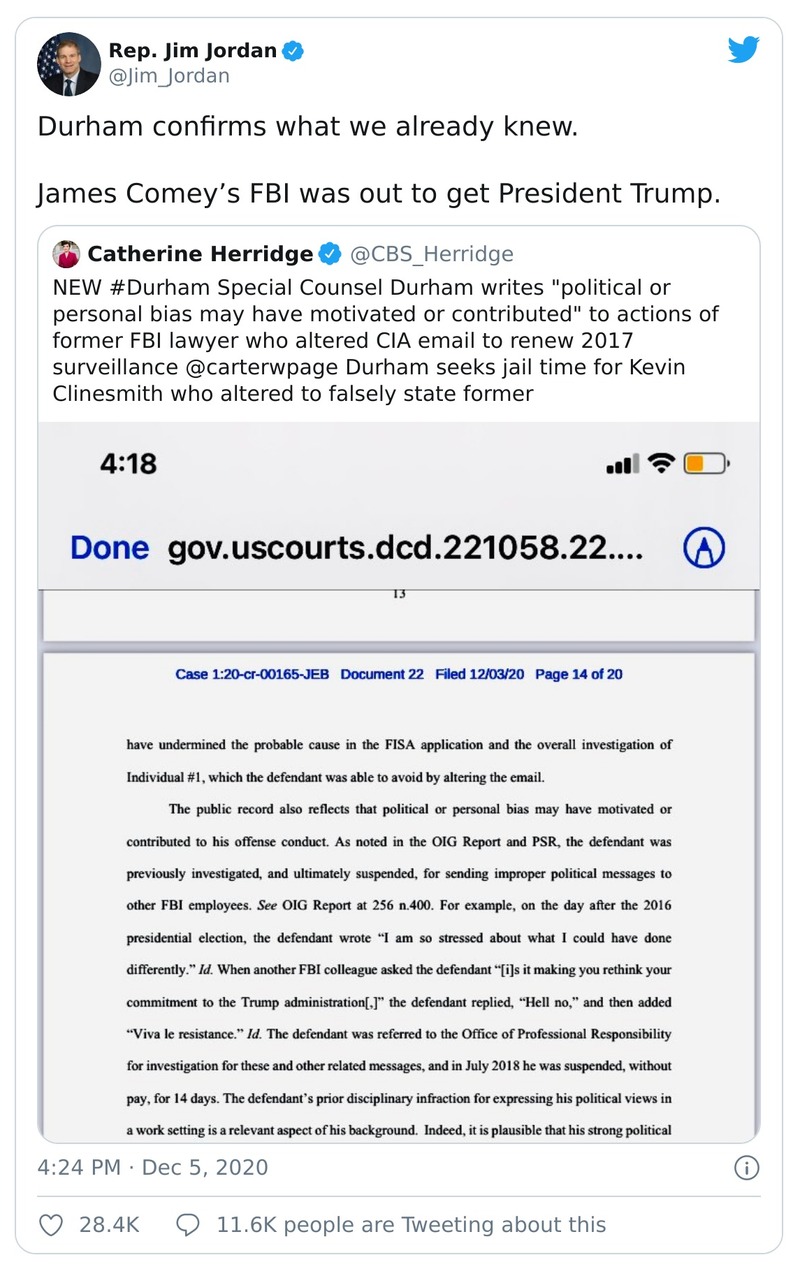 Rep. Jim Jordan
@Jim_Jordan
Durham confirms what we already knew.
James Comey’s FBI was out to get President Trump.
Catherine Herridge @CBS_Herridge
NEW #Durham Special Counsel Durham writes "political or
personal bias may have motivated or contributed" to actions of
former FBI lawyer who altered CIA email to renew 2017
surveillance @carterwpage Durham seeks jail time for Kevin
Clinesmith who altered to falsely state former
4:18
Done gov.uscourts.dcd.221058.22....
13
Case 1:20-cr-00165-JEB Document 22 Filed 12/03/20 Page 14 of 20
have undermined the probable cause in the FISA application and the overall investigation of
Individual #1, which the defendant was able to avoid by altering the email.
The public record also reflects that political or personal bias may have motivated or
contributed to his offense conduct. As noted in the OIG Report and PSR, the defendant was
previously investigated, and ultimately suspended, for sending improper political messages to
other FBI employees. See OIG Report at 256 n.400. For example, on the day after the 2016
presidential election, the defendant wrote “I am so stressed about what I could have done
differently.” Id. When another FBI colleague asked the defendant “[i]s it making you rethink your
commitment to the Trump administration[,]” the defendant replied, “Hell no,” and then added
“Viva le resistance.” Id. The defendant was referred to the Office of Professional Responsibility
for investigation for these and other related messages, and in July 2018 he was suspended, without
pay, for 14 days. The defendant’s prior disciplinary infraction for expressing his political views in
a work setting is a relevant aspect of his background. Indeed, it is plausible that his strong political
4:24 PM · Dec 5, 2020
28.4K 11.6K people are Tweeting about this